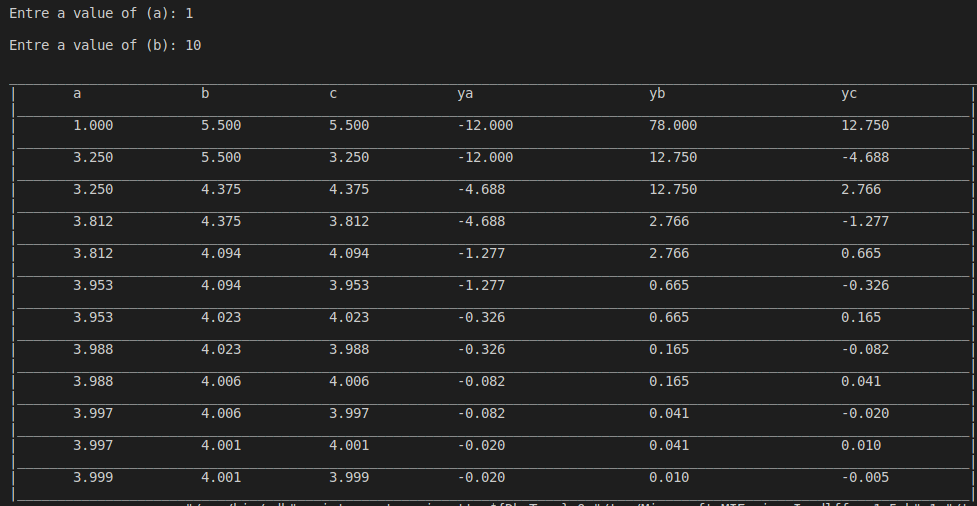 Entre a value of (a): 1
Entre a value of (b): 10
a b c ya yb yc
1.000 5.500 5.500 -12.000 78.000 12.750
3.250 5.500 3.250 -12.000 12.750 -4.688
3.250 4.375 4.375 -4.688 12.750 2.766
3.812 4.375 3.812 -4.688 2.766 -1.277
3.812 4.094 4.094 -1.277 2.766 0.665
3.953 4.094 3.953 -1.277 0.665 -0.326
3.953 4.023 4.023 -0.326 0.665 0.165
3.988 4.023 3.988 -0.326 0.165 -0.082
3.988 4.006 4.006 -0.082 0.165 0.041
3.997 4.006 3.997 -0.082 0.041 -0.020
3.997 4.001 4.001 -0.020 0.041 0.010
3.999 4.001 3.999 -0.020 0.010 -0.005